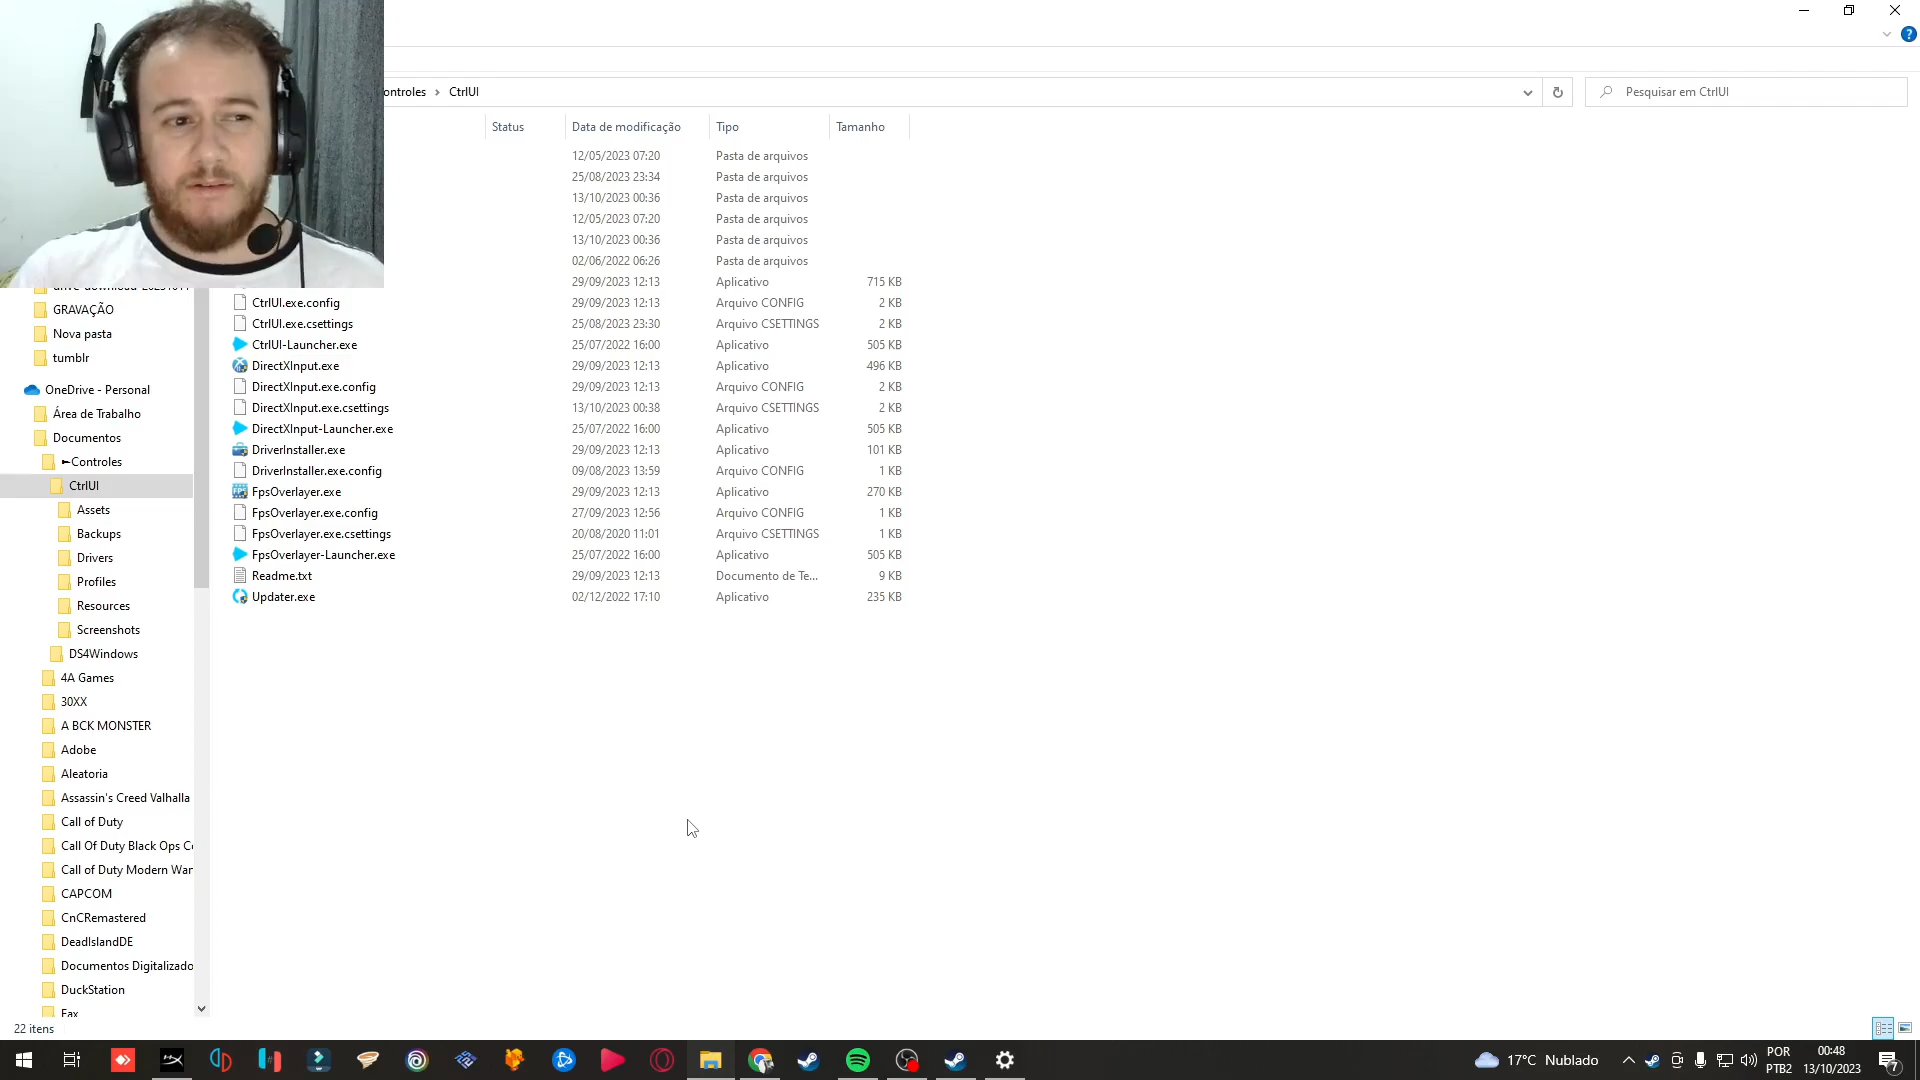 ontroles > CtrlUI
Pesquisar em CtrlUI
Status Data de modificação Tipo Tamanho
12/05/2023 07:20 Pasta de arquivos
25/08/2023 23:34 Pasta de arquivos
13/10/2023 00:36 Pasta de arquivos
12/05/2023 07:20 Pasta de arquivos
13/10/2023 00:36 Pasta de arquivos
02/06/2022 06:26 Pasta de arquivos
29/09/2023 12:13 Aplicativo 715 KB
CtrlUI.exe.config 29/09/2023 12:13 Arquivo CONFIG 2 KB
CtrlUI.exe.csettings 25/08/2023 23:30 Arquivo CSETTINGS 2 KB
CtrlUI-Launcher.exe 25/07/2022 16:00 Aplicativo 505 KB
DirectXInput.exe 29/09/2023 12:13 Aplicativo 496 KB
DirectXInput.exe.config 29/09/2023 12:13 Arquivo CONFIG 2 KB
DirectXInput.exe.csettings 13/10/2023 00:38 Arquivo CSETTINGS 2 KB
DirectXInput-Launcher.exe 25/07/2022 16:00 Aplicativo 505 KB
DriverInstaller.exe 29/09/2023 12:13 Aplicativo 101 KB
DriverInstaller.exe.config 09/08/2023 13:59 Arquivo CONFIG 1 KB
FpsOverlayer.exe 29/09/2023 12:13 Aplicativo 270 KB
FpsOverlayer.exe.config 27/09/2023 12:56 Arquivo CONFIG 1 KB
FpsOverlayer.exe.csettings 20/08/2020 11:01 Arquivo CSETTINGS 1 KB
FpsOverlayer-Launcher.exe 25/07/2022 16:00 Aplicativo 505 KB
Readme.txt 29/09/2023 12:13 Documento de Te... 9 KB
Updater.exe 02/12/2022 17:10 Aplicativo 235 KB
GRAVAÇÃO
Nova pasta
tumblr
OneDrive - Personal
Área de Trabalho
Documentos
Controles
CtrlUI
Assets
Backups
Drivers
Profiles
Resources
Screenshots
DS4Windows
4A Games
30XX
A BCK MONSTER
Adobe
Aleatoria
Assassin's Creed Valhalla
Call of Duty
Call Of Duty Black Ops C
Call of Duty Modern War
CAPCOM
CnCRemastered
DeadIslandDE
Documentos Digitalizado
DuckStation
Fax
22 itens
17°C Nublado
POR
PTB2
00:48
13/10/2023
7